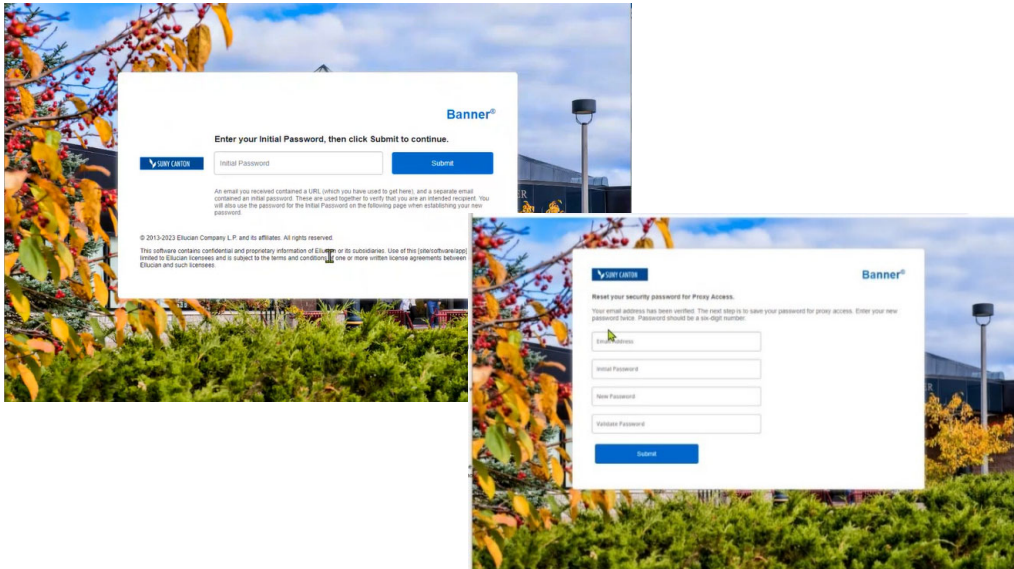 Banner®
Enter your Initial Password, then click Submit to continue.
SUNY CANTON
Initial Password
Submit
An email you received contained a URL (which you have used to get here), and a separate email
contained an initial password. These are used together to verify that you are an intended recipient. You
will also use the password for the Initial Password on the following page when establishing your new
password.
© 2013-2023 Ellucian Company L.P. and its affiliates. All rights reserved.
This software contains confidential and proprietary information of Ellucian or its subsidiaries. Use of this [site/software/app]
limited to Ellucian licensees and is subject to the terms and conditions of one or more written license agreements between
Ellucian and such licensees.
SUNY CANTON
Banner®
Reset your security password for Proxy Access.
Your email address has been verified. The next step is to save your password for proxy access. Enter your new
password twice. Password should be a six-digit number.
Email Address
Initial Password
New Password
Validate Password
Submit